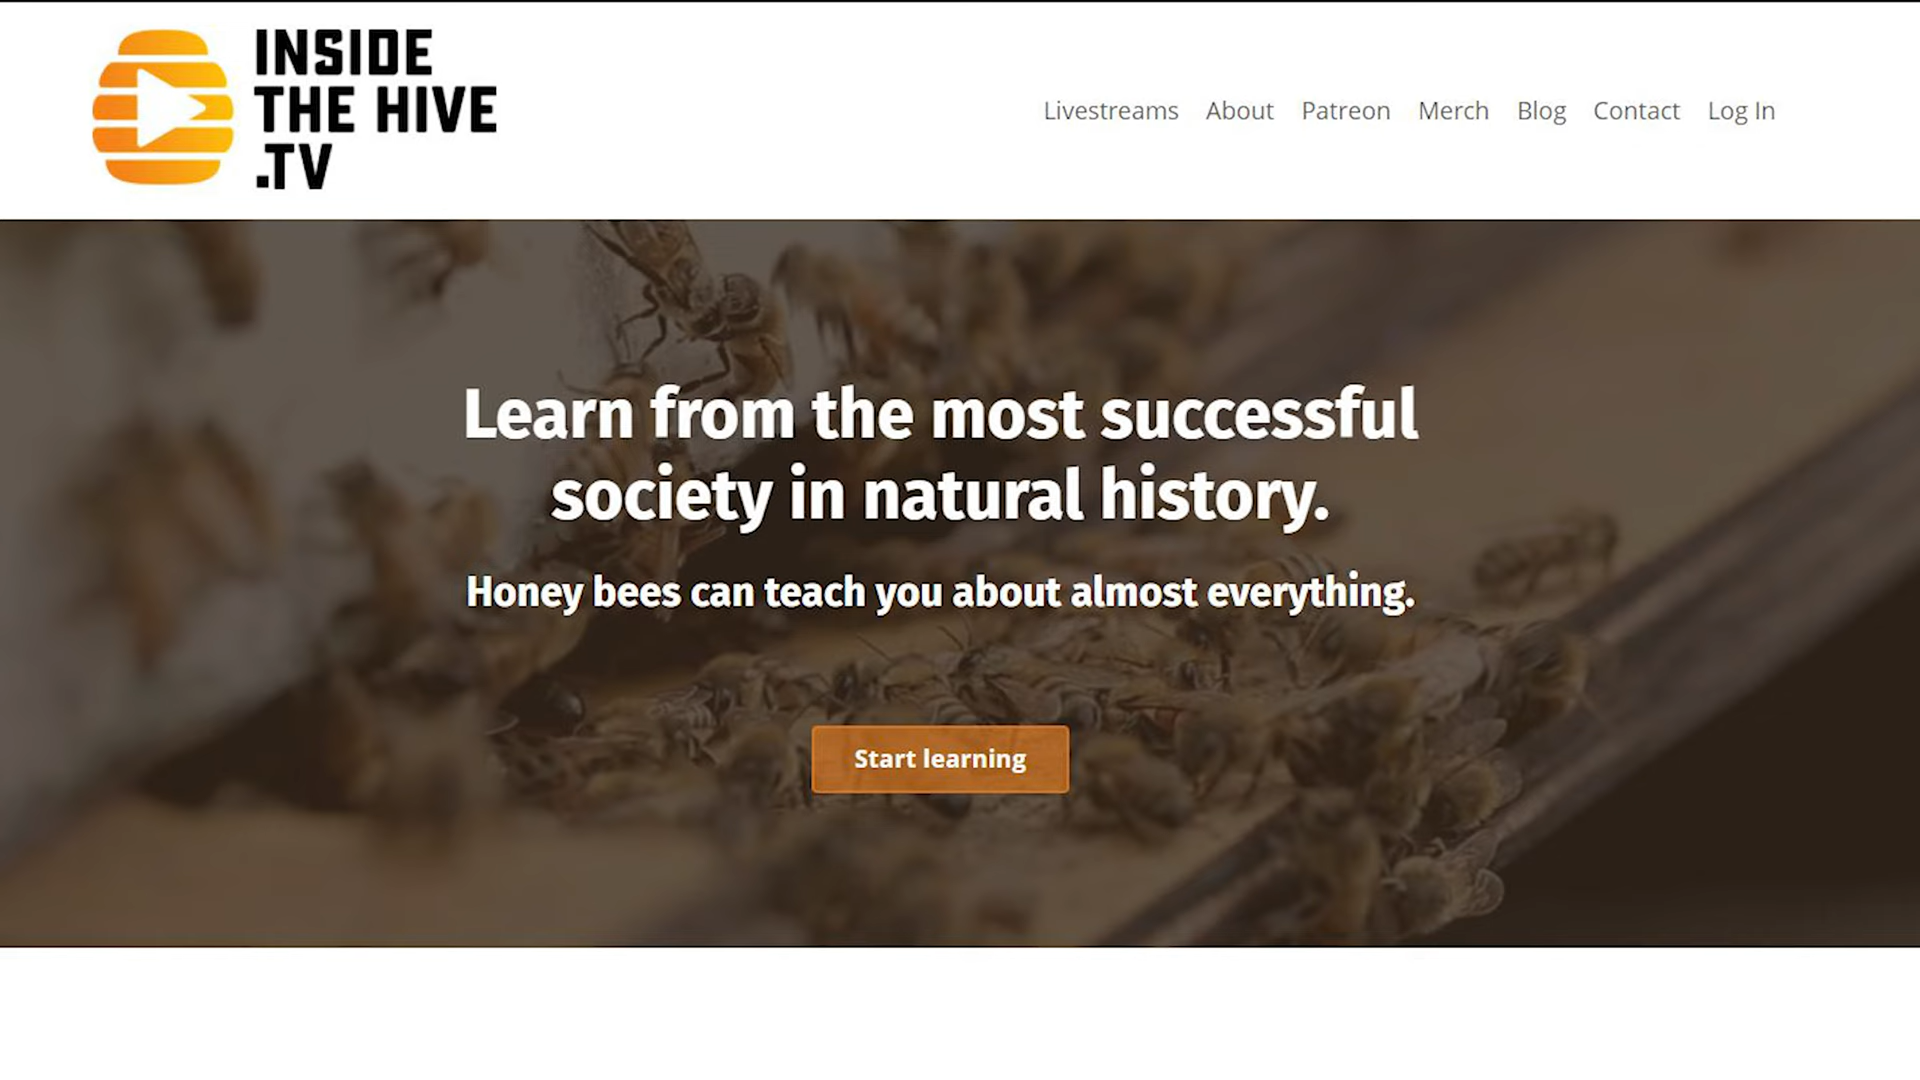 INSIDE
THE HIVE
.TV
Livestreams About Patreon Merch Blog Contact Log In
Learn from the most successful
society in natural history.
Honey bees can teach you about almost everything.
Start learning